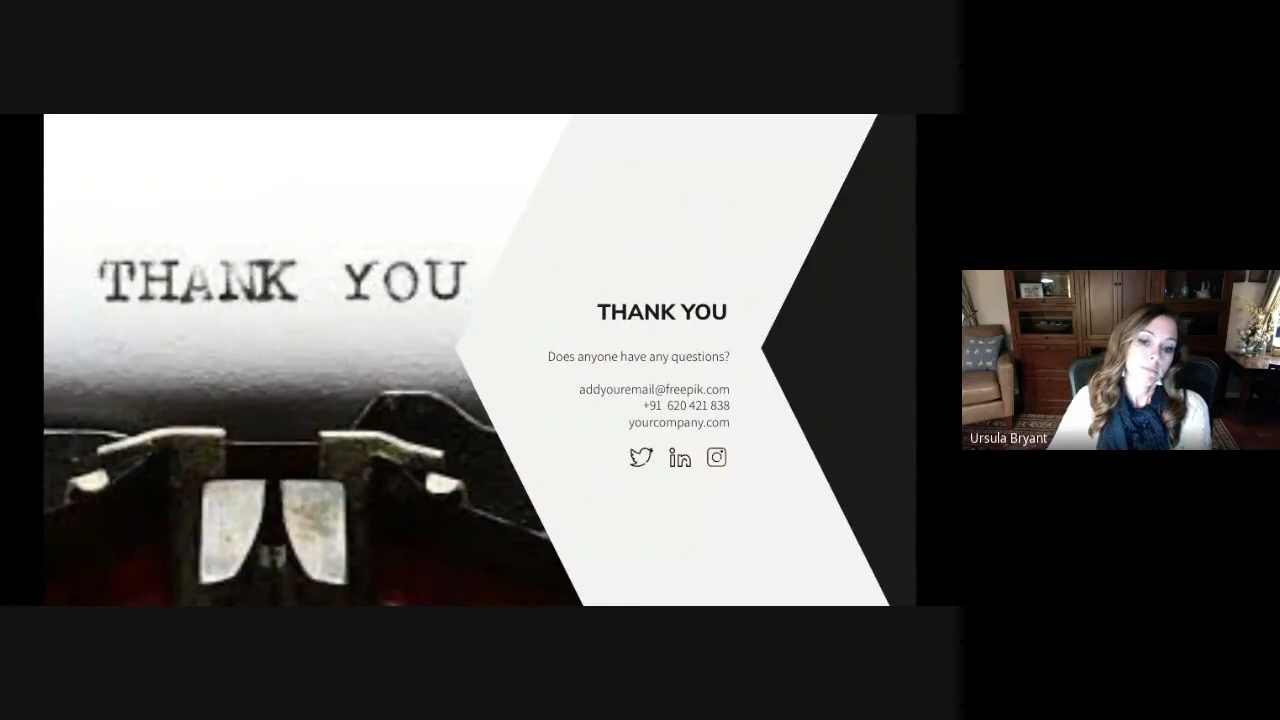 THANK YOU
THANK YOU
Does anyone have any questions?
addyouremail@freepik.com
+91 620 421 838
yourcompany.com
Ursula Bryant